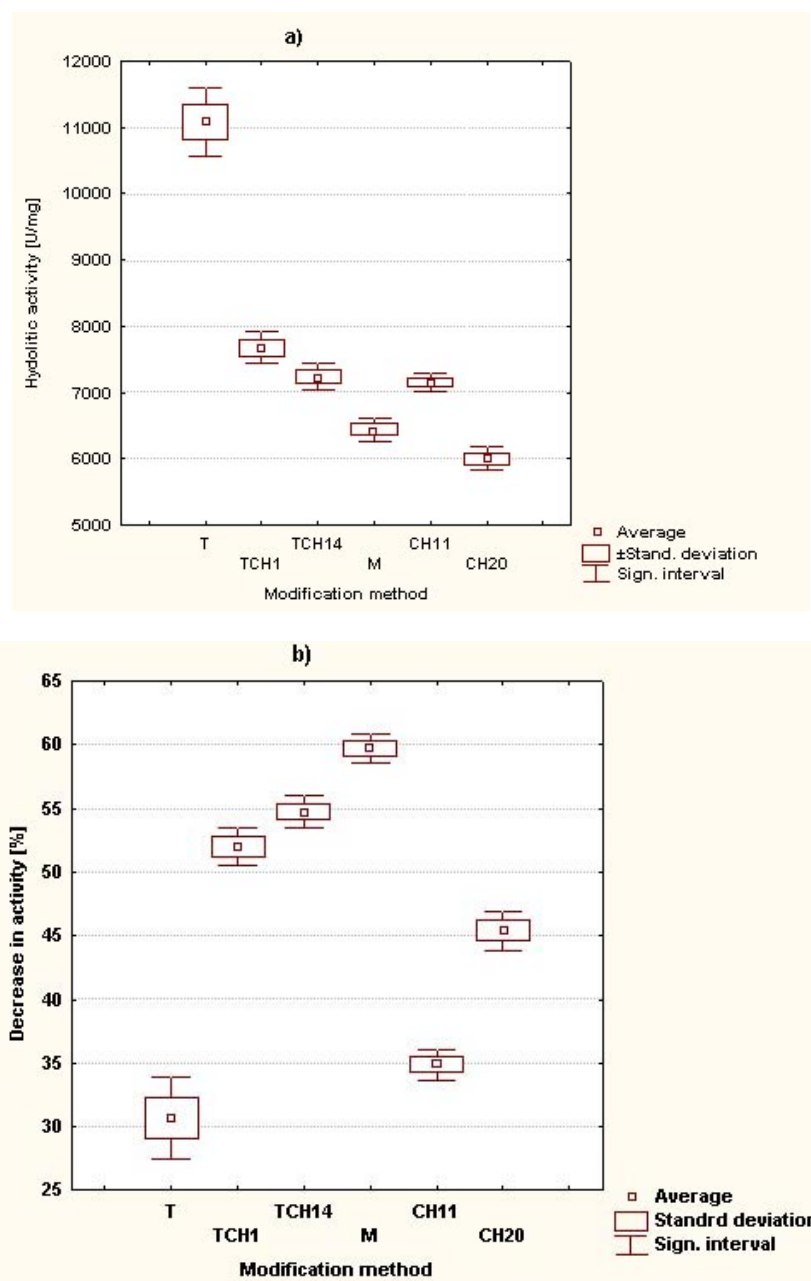 a)
12000
11000
10000
9000
8000
7000
6000
5000
Hydolitic activity [U/mg]
T TCH14 CH11
TCH1 M CH20
Modification method
Average
±Stand. deviation
Sign. interval
b)
65
60
55
50
45
40
35
30
25
Decrease in activity [%]
T TCH14 CH11
TCH1 M CH20
Modification method
Average
Standrd deviation
Sign. interval